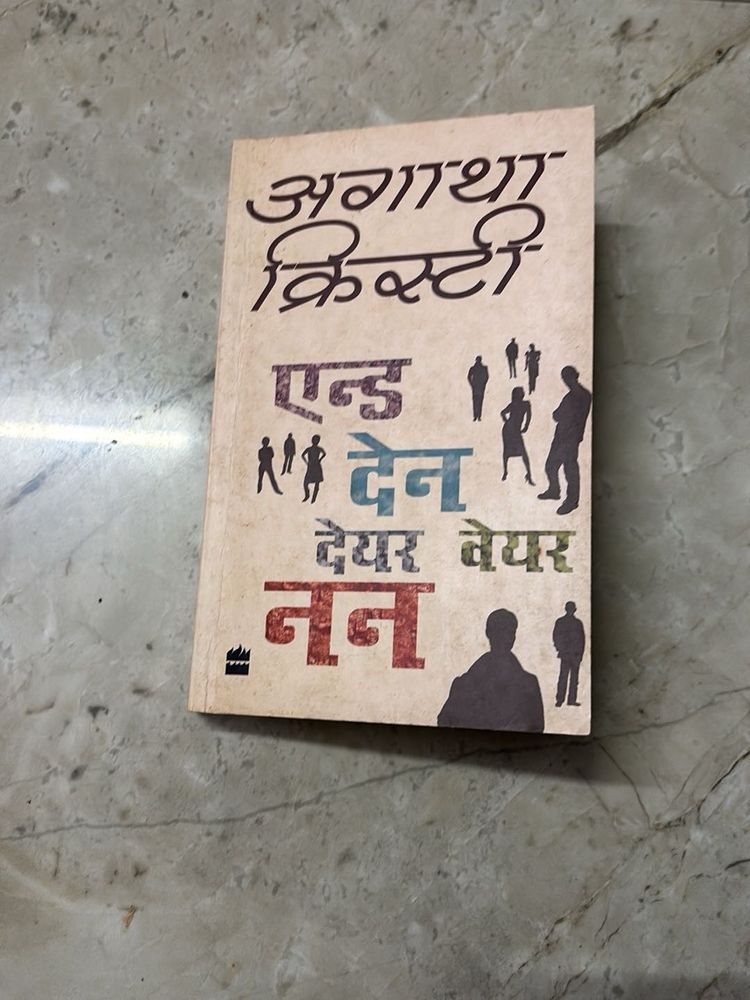 अगाथा
क्रिस्टी
एन्ड
देन
देयर वेयर
नन